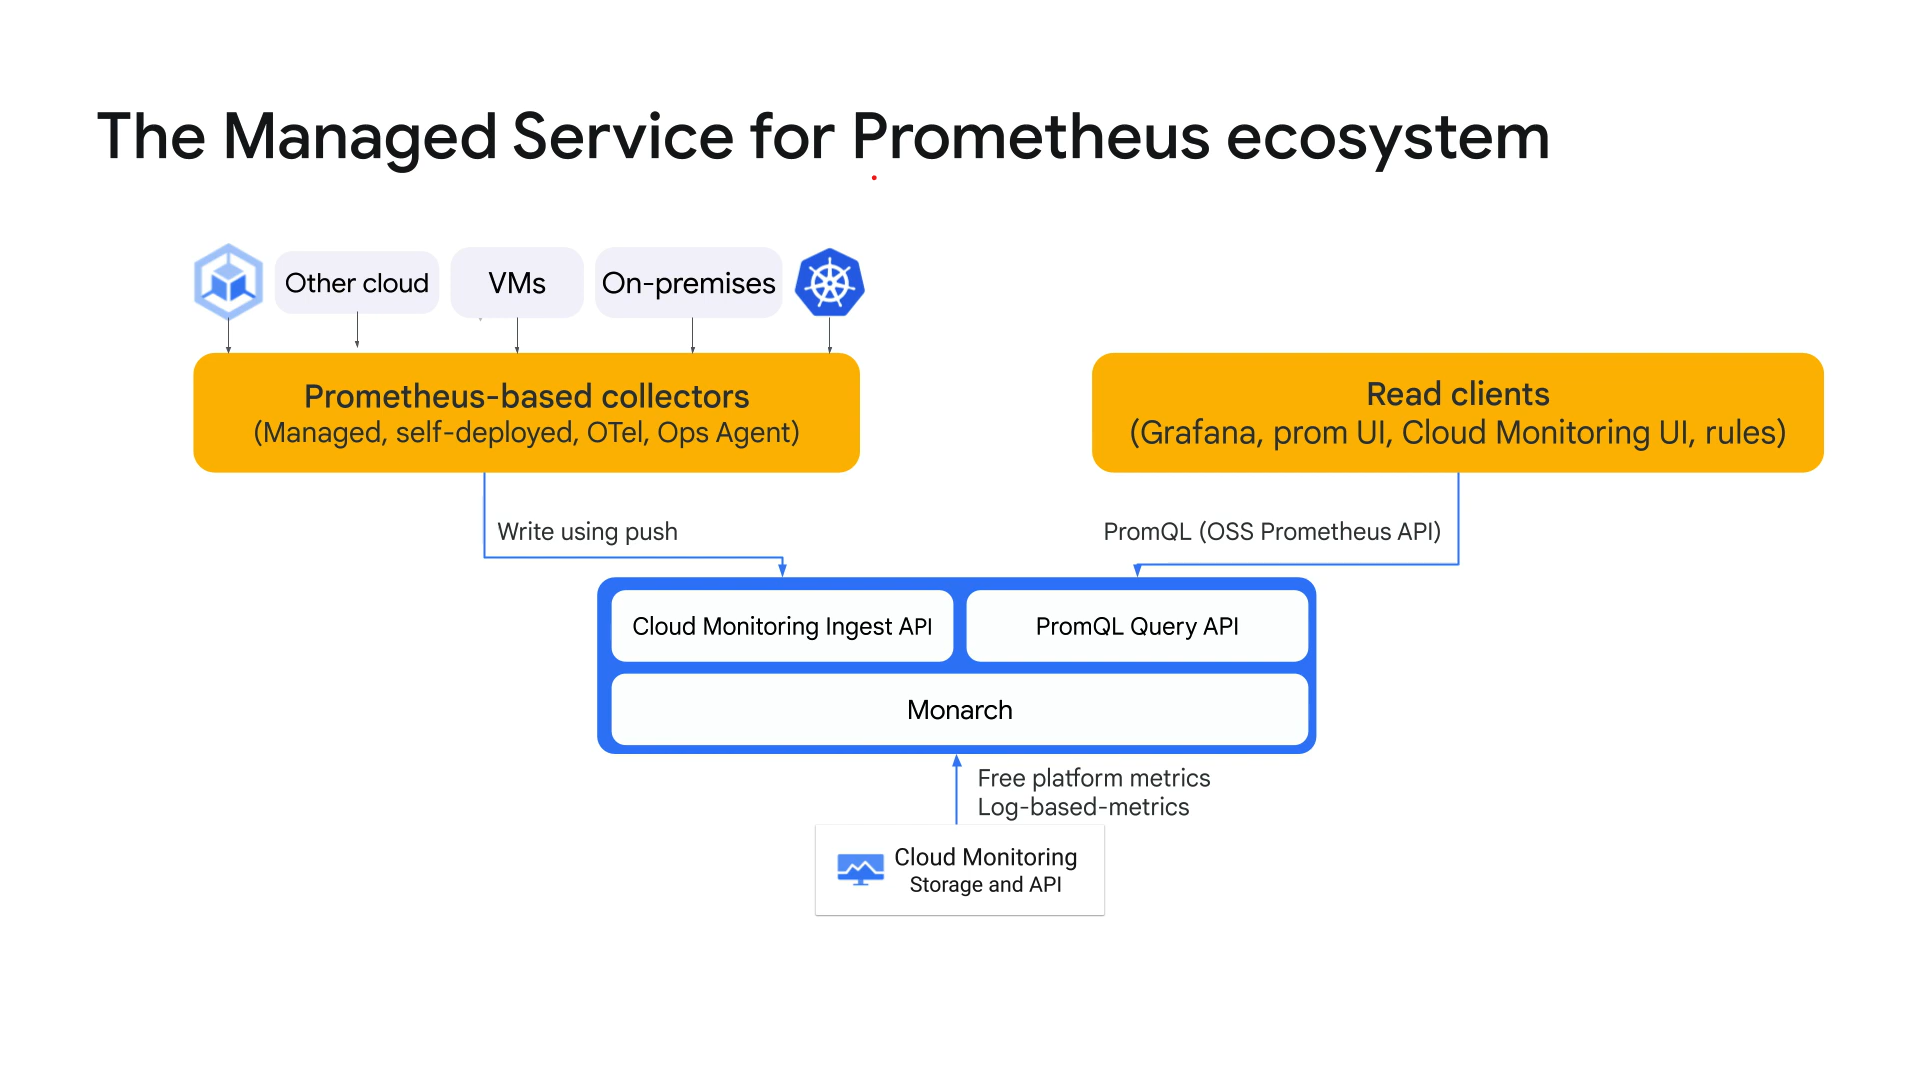 The Managed Service for Prometheus ecosystem
Other cloud
VMs
On-premises
Prometheus-based collectors
(Managed, self-deployed, OTel, Ops Agent)
Read clients
(Grafana, prom UI, Cloud Monitoring UI, rules)
Write using push
PromQL (OSS Prometheus API)
Cloud Monitoring Ingest API
PromQL Query API
Monarch
Free platform metrics
Log-based-metrics
Cloud Monitoring
Storage and API